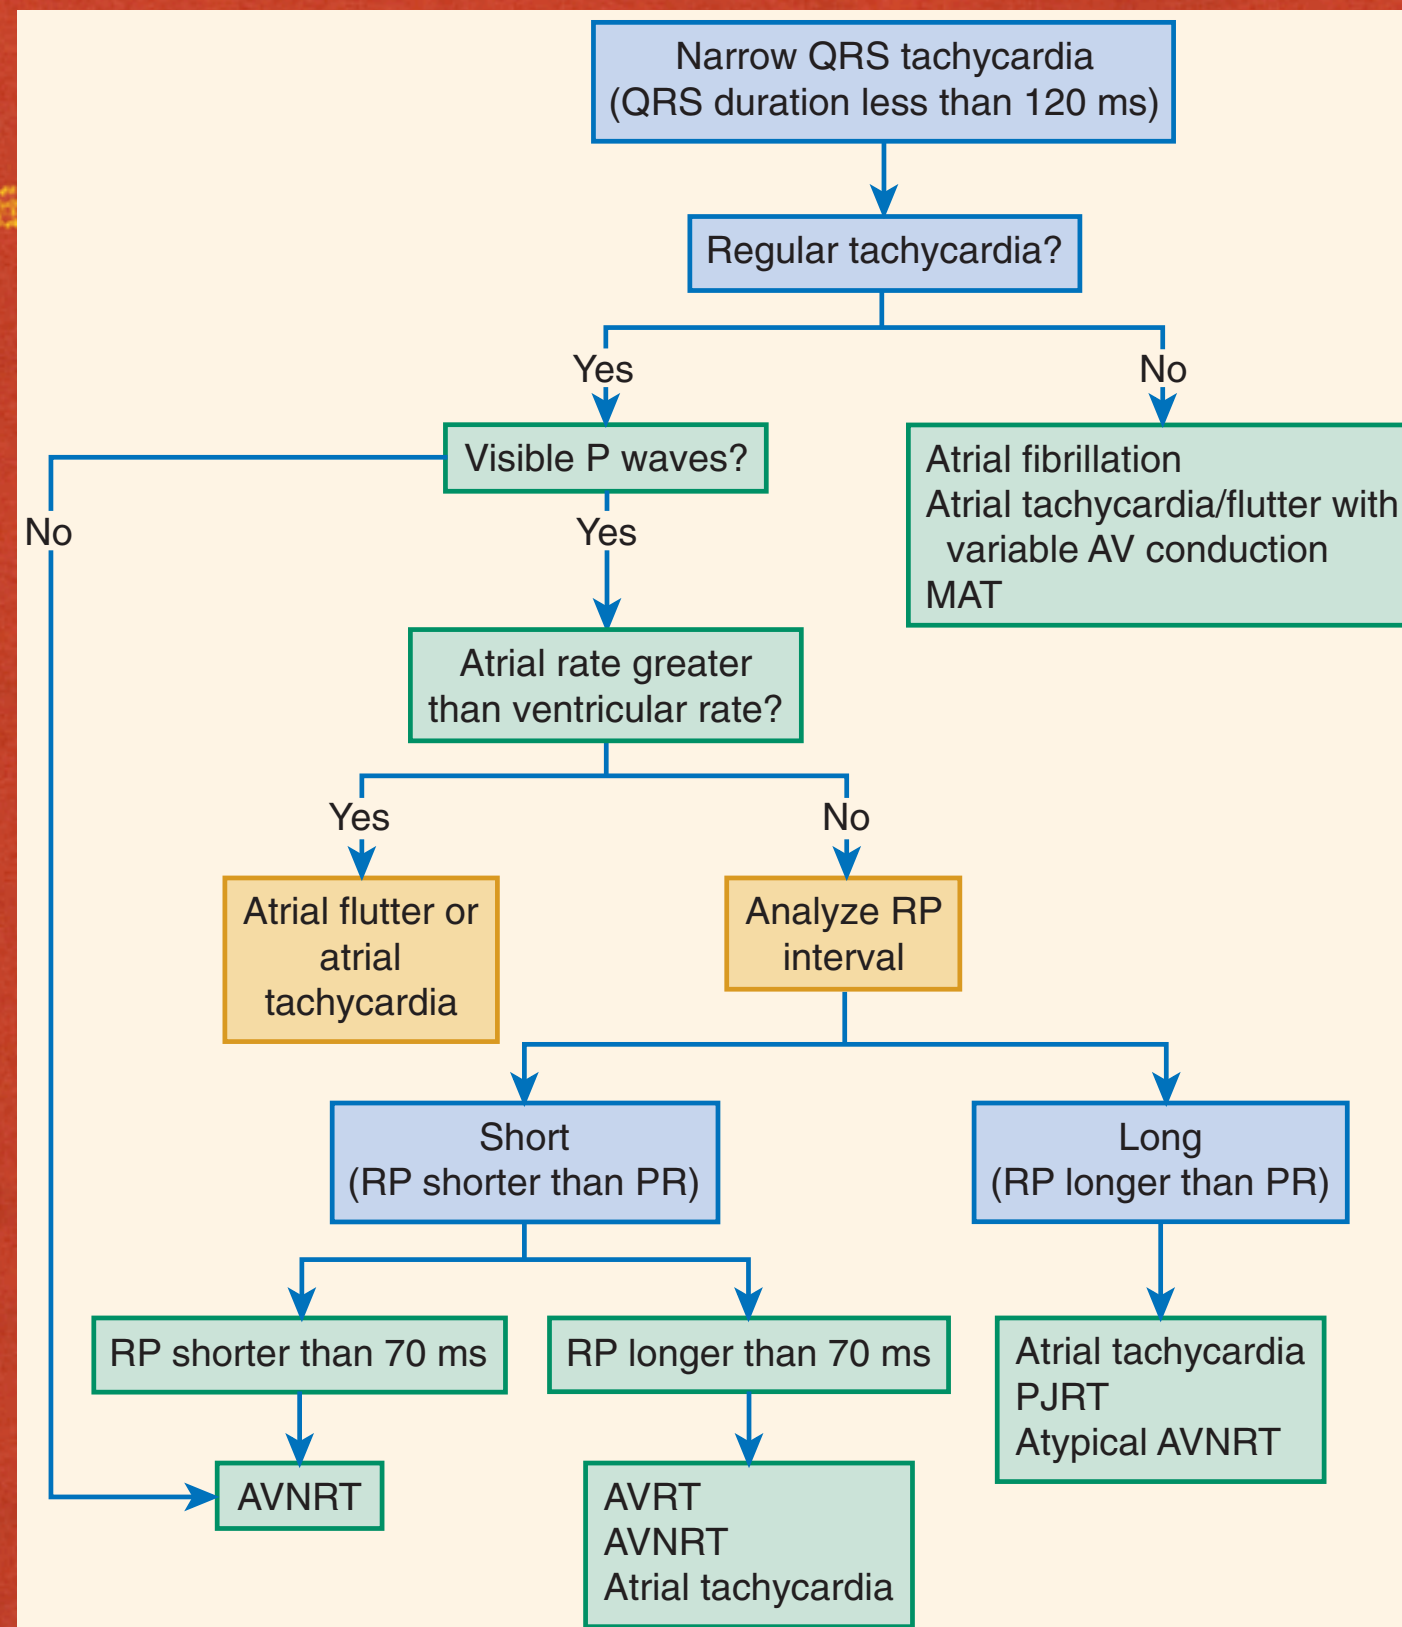 Narrow QRS tachycardia
(QRS duration less than 120 ms)
Regular tachycardia?
Yes
No
Visible P waves?
Atrial fibrillation
Atrial tachycardia/flutter with
variable AV conduction
MAT
No
Yes
Atrial rate greater
than ventricular rate?
Yes
No
Atrial flutter or
atrial
tachycardia
Analyze RP
interval
Short
(RP shorter than PR)
Long
(RP longer than PR)
RP shorter than 70 ms
RP longer than 70 ms
Atrial tachycardia
PJRT
Atypical AVNRT
AVNRT
AVRT
AVNRT
Atrial tachycardia